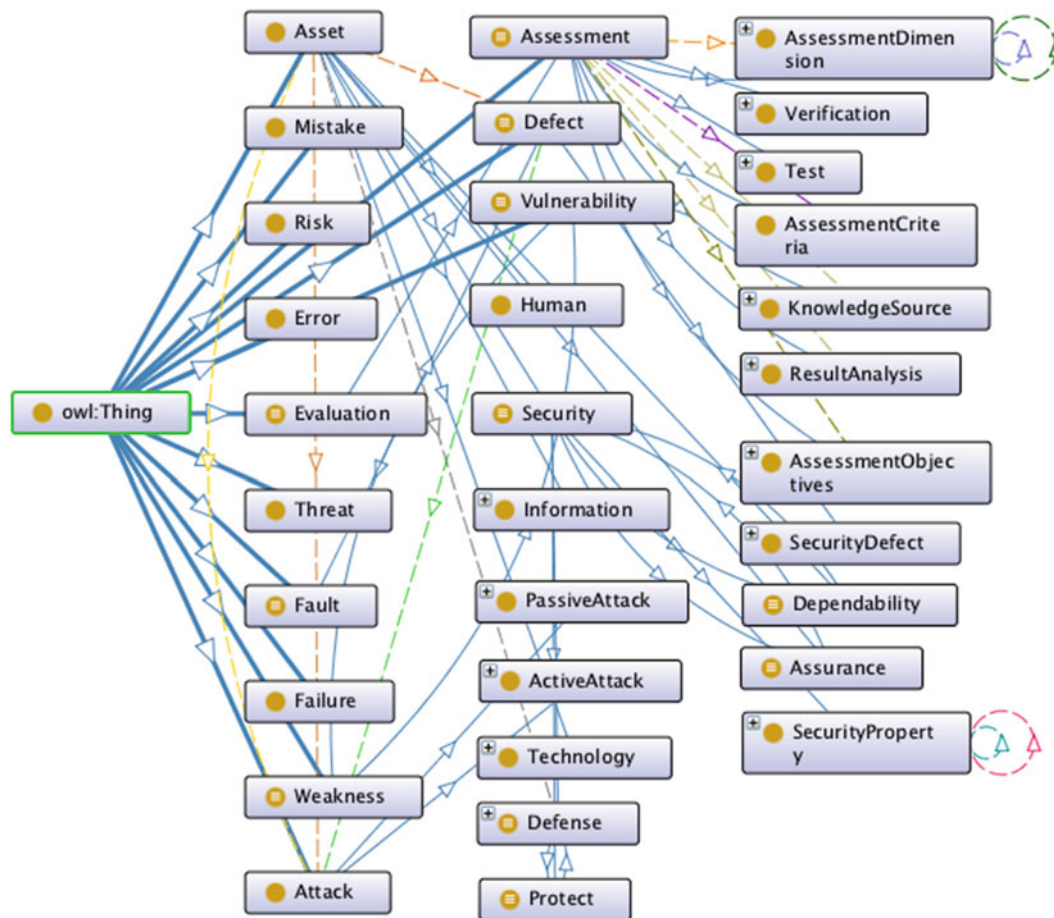 owl:Thing
Asset
Mistake
Risk
Error
Evaluation
Threat
Fault
Failure
Weakness
Attack
Assessment
Defect
Vulnerability
Human
Security
Information
PassiveAttack
ActiveAttack
Technology
Defense
Protect
AssessmentDimen
sion
Verification
Test
AssessmentCrite
ria
KnowledgeSource
ResultAnalysis
AssessmentObjec
tives
SecurityDefect
Dependability
Assurance
SecurityPropert
y